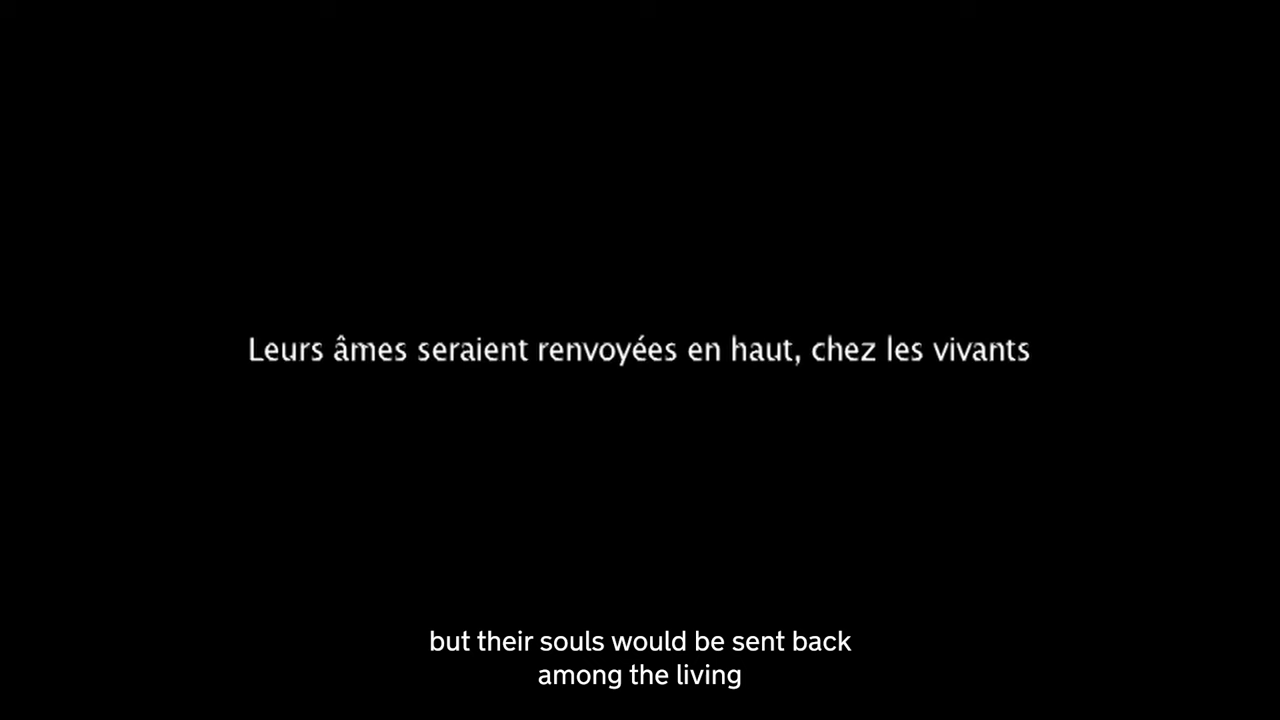 Leurs âmes seraient renvoyées en haut, chez les vivants
but their souls would be sent back
among the living